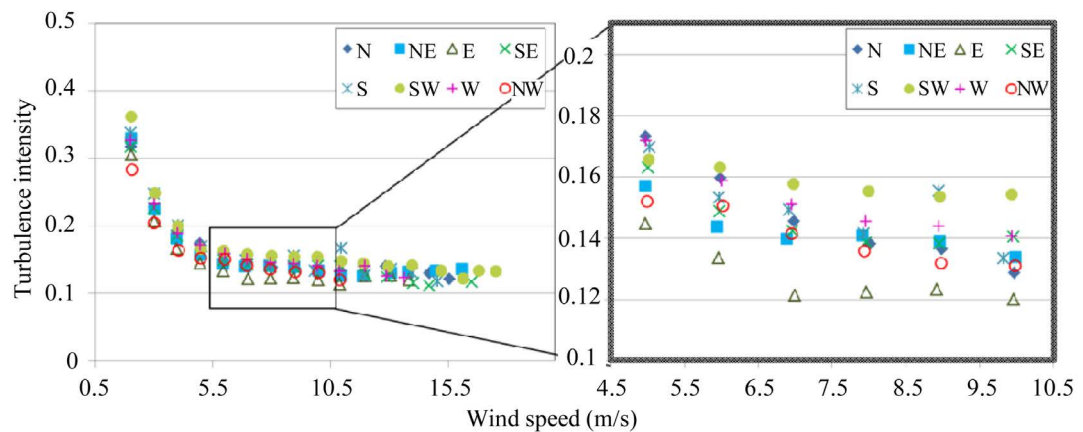 Turbulence intensity
0.5
0.4
0.3
0.2
0.1
0
N NE E SE
S SW W NW
0.5 5.5 10.5 15.5
0.2
0.18
0.16
0.14
0.12
0.1
N NE E SE
S SW W NW
4.5 5.5 6.5 7.5 8.5 9.5 10.5
Wind speed (m/s)